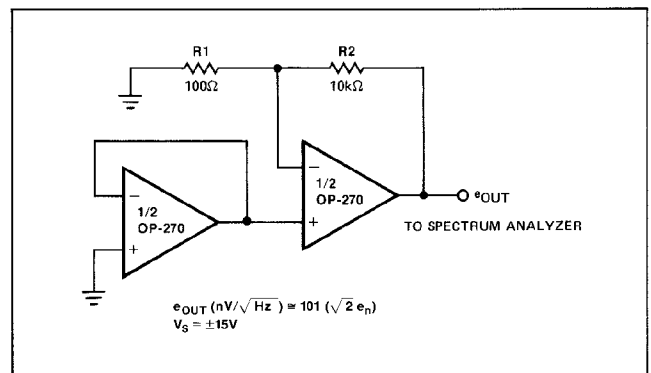 R1
R2
100Ω
10kΩ
−
1/2
OP-270
+
−
1/2
OP-270
+
eOUT
TO SPECTRUM ANALYZER
eOUT (nV/√Hz) ≅ 101 (√2 en)
VS = ±15V